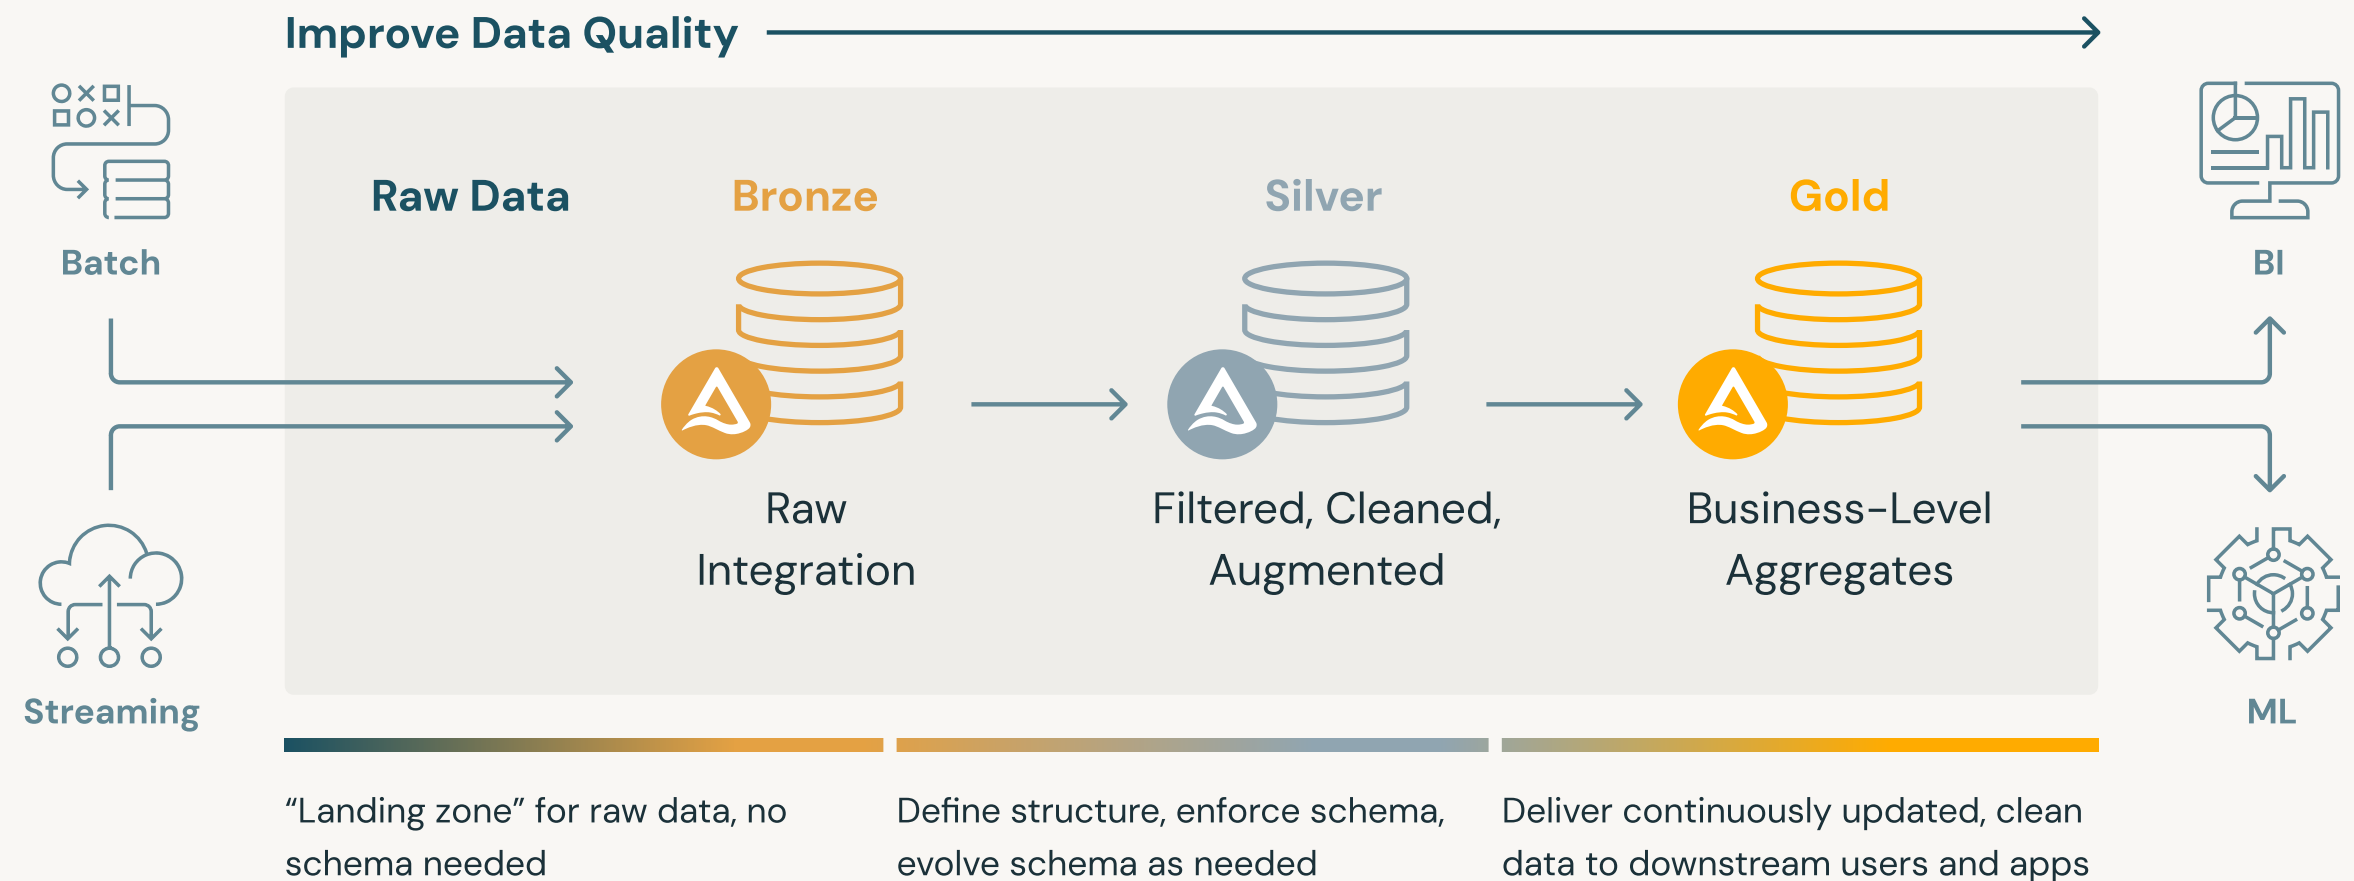 Improve Data Quality
Batch
Streaming
Raw Data
Bronze
Raw
Integration
Silver
Filtered, Cleaned,
Augmented
Gold
Business-Level
Aggregates
BI
ML
“Landing zone” for raw data, no
schema needed
Define structure, enforce schema,
evolve schema as needed
Deliver continuously updated, clean
data to downstream users and apps